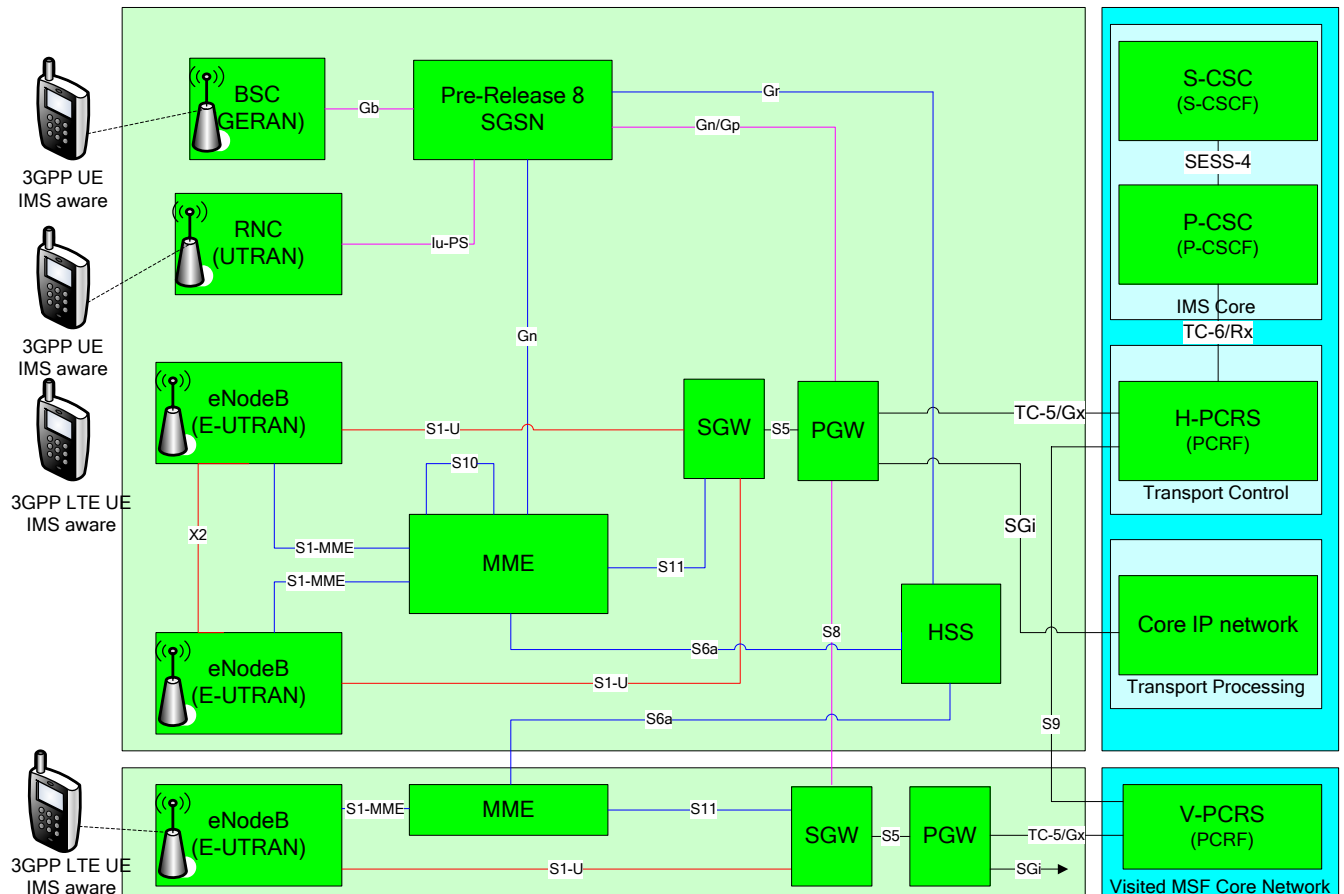 BSC
(GERAN)
Gb
Pre-Release 8
SGSN
Gr
Gn/Gp
3GPP UE
IMS aware
RNC
(UTRAN)
Iu-PS
3GPP UE
IMS aware
Gn
eNodeB
(E-UTRAN)
S1-U
SGW
S5
PGW
TC-5/Gx
3GPP LTE UE
IMS aware
S10
X2
S1-MME
S1-MME
MME
S11
SGi
HSS
S8
S6a
eNodeB
(E-UTRAN)
S1-U
S6a
S-CSC
(S-CSCF)
SESS-4
P-CSC
(P-CSCF)
IMS Core
TC-6/Rx
H-PCRS
(PCRF)
Transport Control
Core IP network
Transport Processing
S9
3GPP LTE UE
IMS aware
eNodeB
(E-UTRAN)
S1-MME
MME
S11
S1-U
SGW
S5
PGW
TC-5/Gx
SGi
V-PCRS
(PCRF)
Visited MSF Core Network